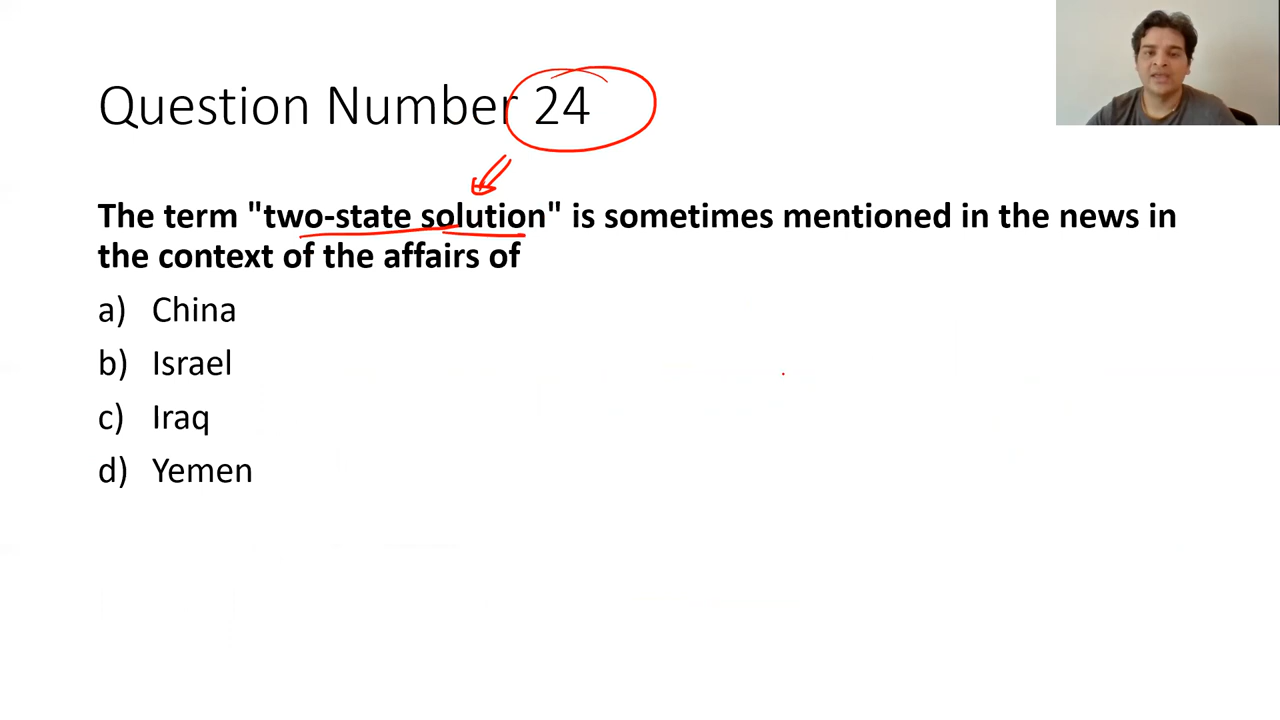 Question Number 24
The term "two-state solution" is sometimes mentioned in the news in
the context of the affairs of
a) China
b) Israel
c) Iraq
d) Yemen